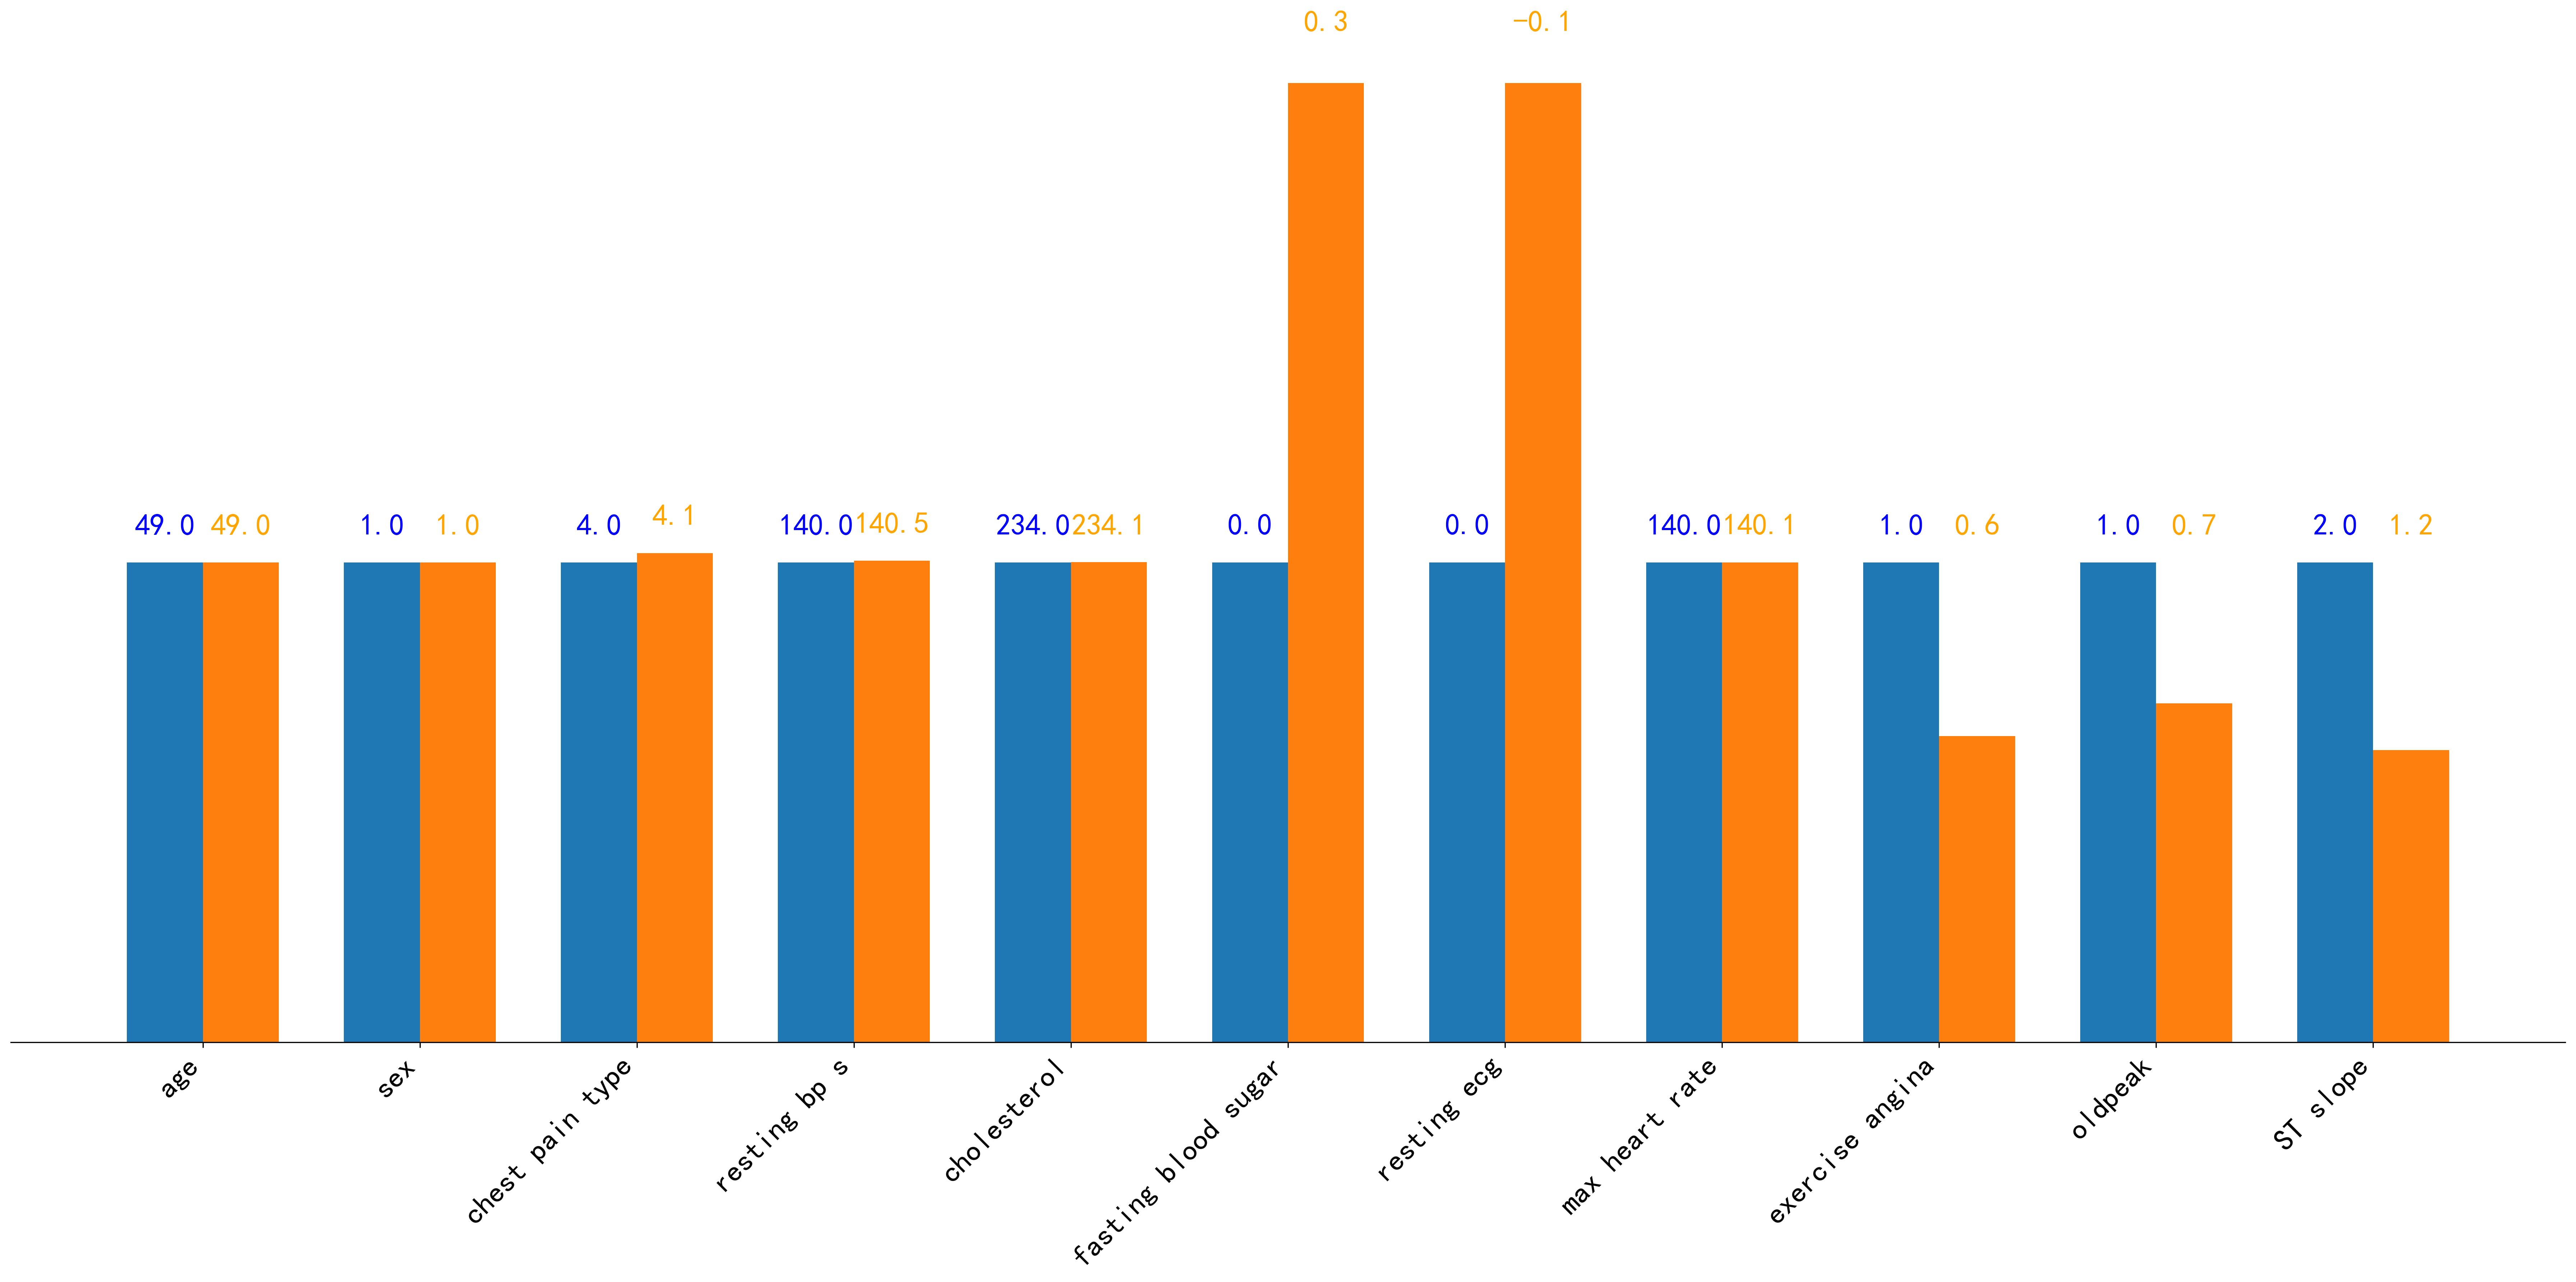 0.3 −0.1
49.0 49.0 1.0 1.0 4.0 4.1 140.0 140.5 234.0 234.1 0.0 0.0 140.0 140.1 1.0 0.6 1.0 0.7 2.0 1.2
age
sex
chest pain type
resting bp s
cholesterol
fasting blood sugar
resting ecg
max heart rate
exercise angina
oldpeak
ST slope